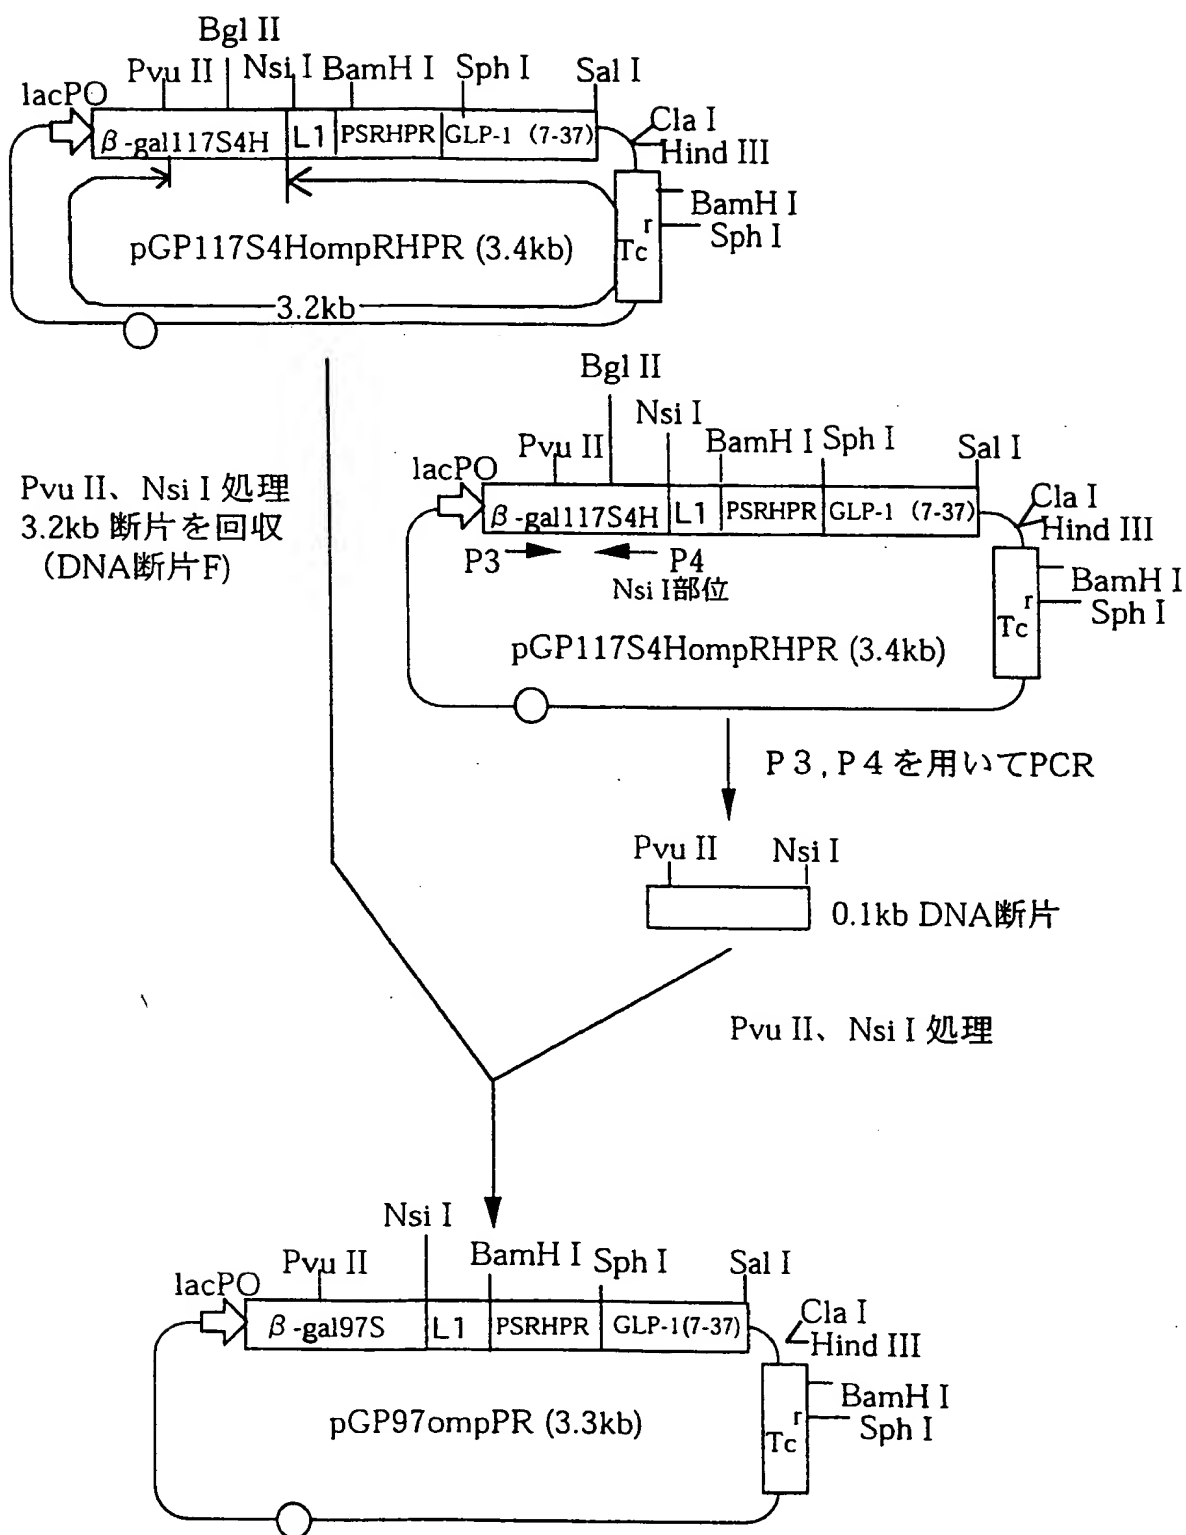 Bgl II
Pvu II Nsi I BamH I Sph I Sal I
lacPO
β-gal117S4H L1 PSRHPR GLP-1 (7-37)
Cla I
Hind III
BamH I
Sph I
Tc r
pGP117S4HompRHPR (3.4kb)
3.2kb
Pvu II、Nsi I 処理
3.2kb 断片を回収
(DNA断片F)
Bgl II
Nsi I
Pvu II BamH I Sph I Sal I
lacPO
β-gal117S4H L1 PSRHPR GLP-1 (7-37)
Cla I
Hind III
P3 P4
Nsi I部位
BamH I
Sph I
Tc r
pGP117S4HompRHPR (3.4kb)
P3,P4を用いてPCR
Pvu II Nsi I
0.1kb DNA断片
Pvu II、Nsi I 処理
Nsi I
Pvu II BamH I Sph I Sal I
lacPO
β-gal97S L1 PSRHPR GLP-1(7-37)
Cla I
Hind III
BamH I
Sph I
Tc r
pGP97ompPR (3.3kb)